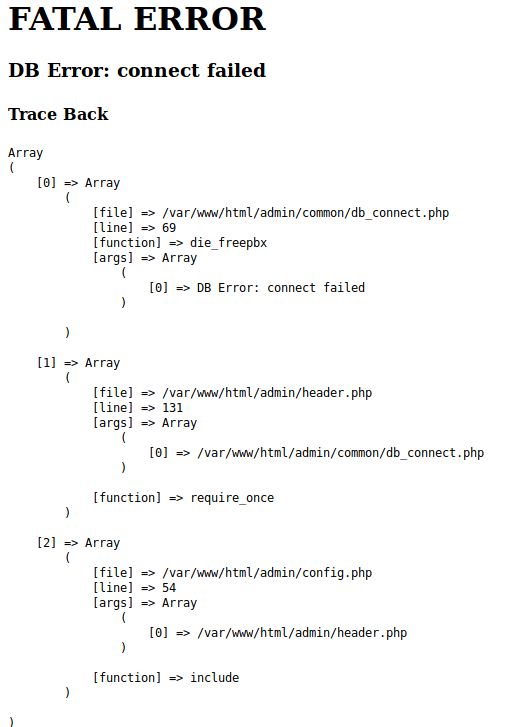 FATAL ERROR
DB Error: connect failed
Trace Back
Array
(
    [0] => Array
        (
            [file] => /var/www/html/admin/common/db_connect.php
            [line] => 69
            [function] => die_freepbx
            [args] => Array
                (
                    [0] => DB Error: connect failed
                )

        )

    [1] => Array
        (
            [file] => /var/www/html/admin/header.php
            [line] => 131
            [args] => Array
                (
                    [0] => /var/www/html/admin/common/db_connect.php
                )

            [function] => require_once
        )

    [2] => Array
        (
            [file] => /var/www/html/admin/config.php
            [line] => 54
            [args] => Array
                (
                    [0] => /var/www/html/admin/header.php
                )

            [function] => include
        )

)